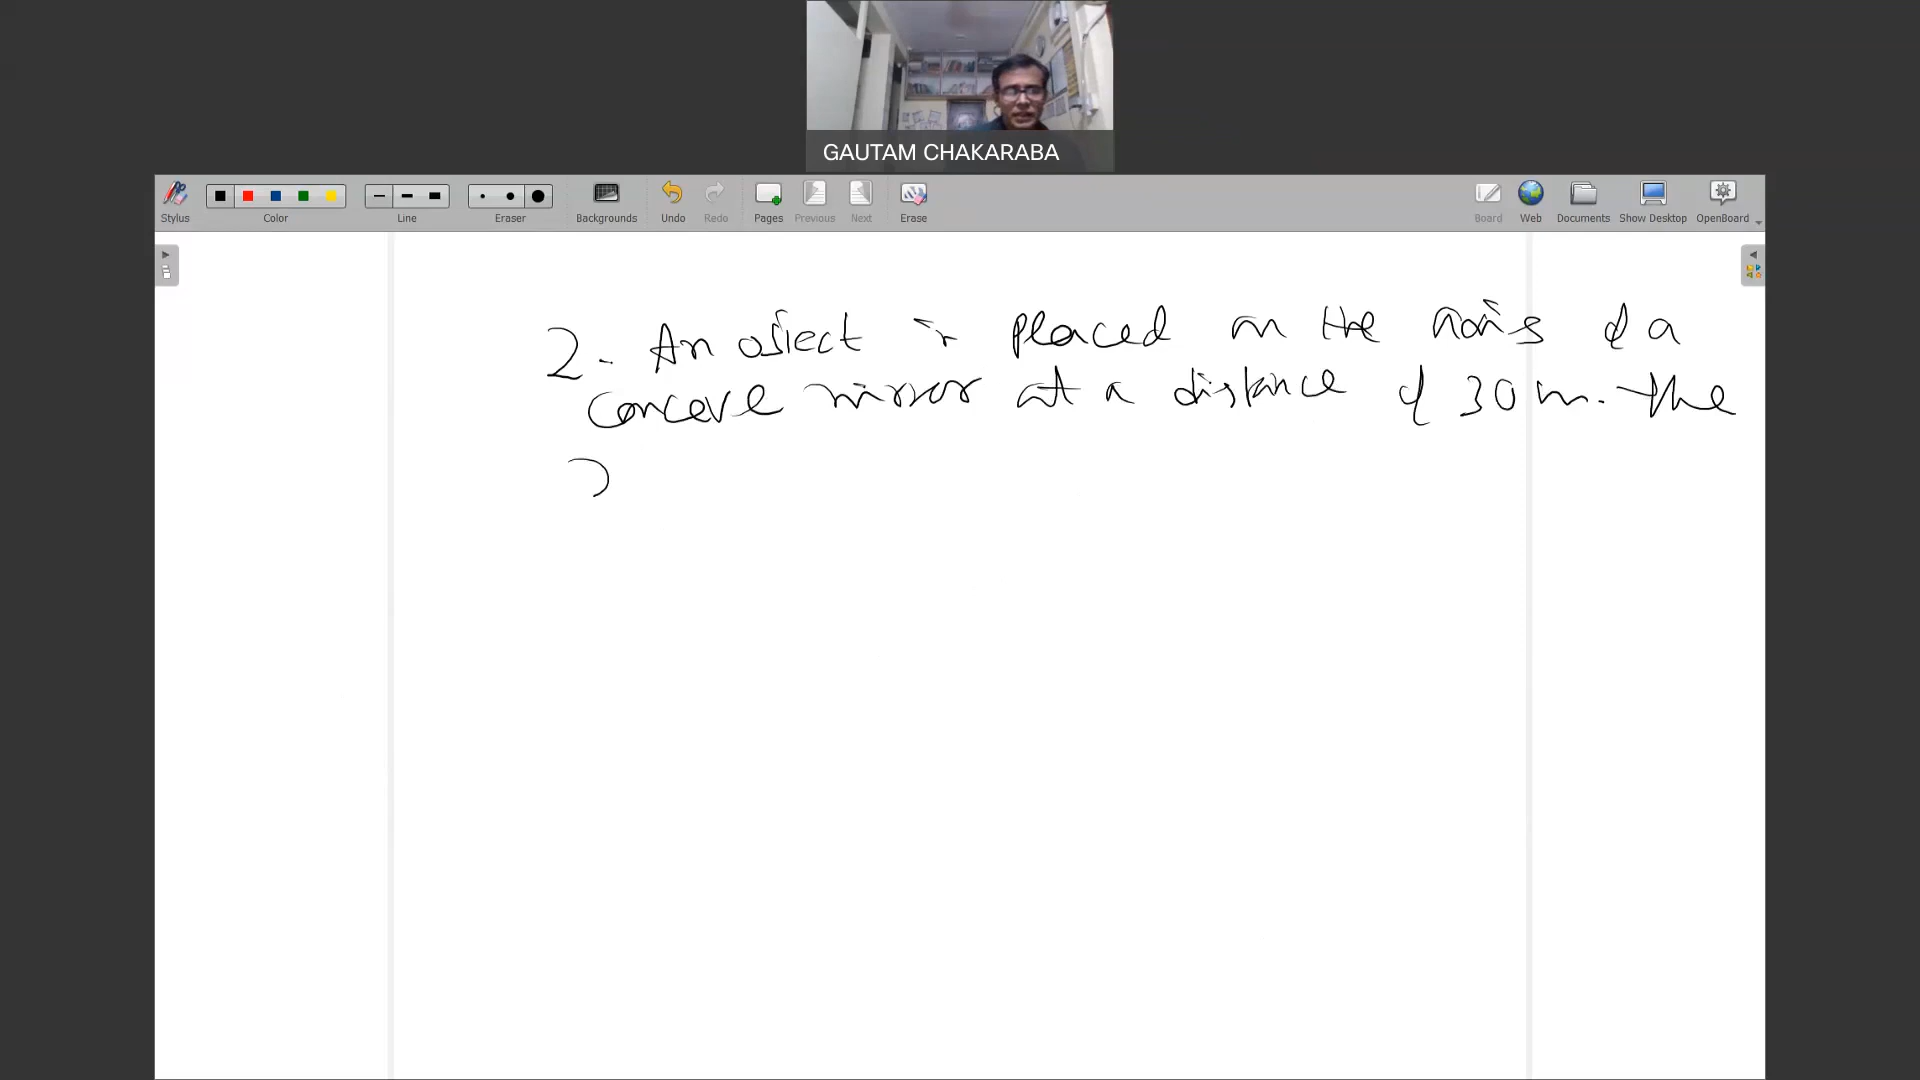 GAUTAM CHAKARABA
Stylus Color Line Eraser Backgrounds Undo Redo Pages Previous Next Erase Board Web Documents Show Desktop OpenBoard
2. An object is placed on the axis of a
concave mirror at a distance of 30 m. The